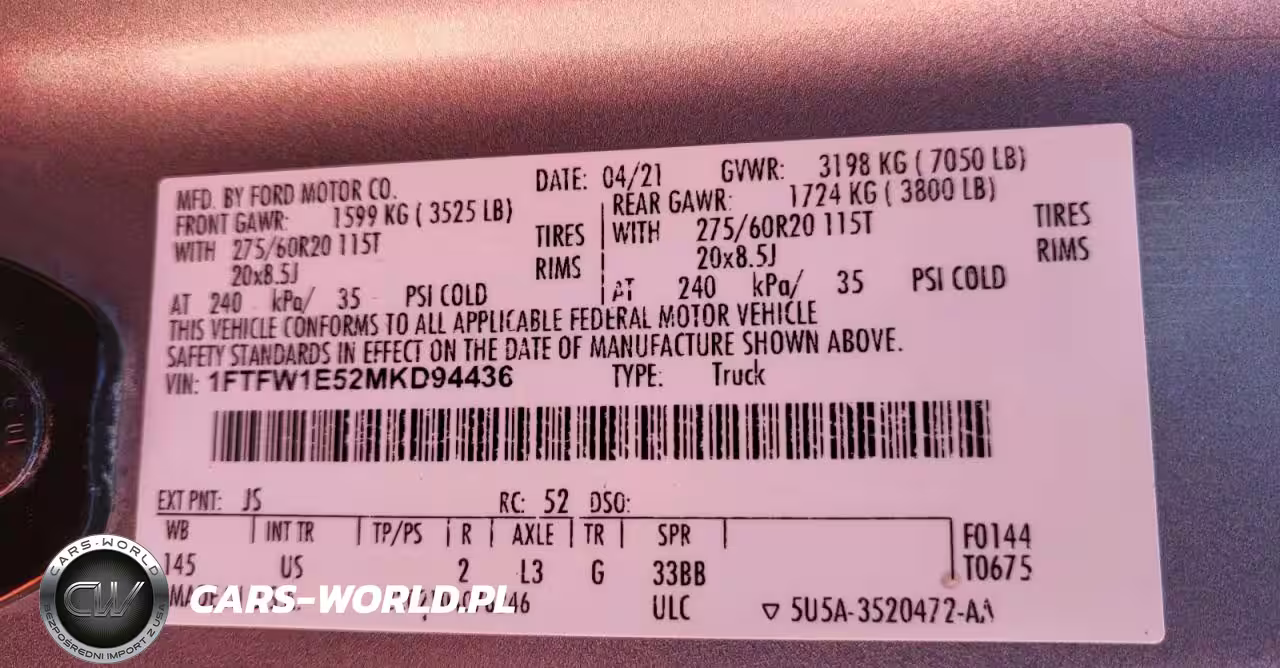 MFD. BY FORD MOTOR CO. DATE: 04/21 GVWR: 3198 KG ( 7050 LB)
FRONT GAWR: 1599 KG ( 3525 LB) REAR GAWR: 1724 KG ( 3800 LB)
WITH 275/60R20 115T TIRES WITH 275/60R20 115T TIRES
20x8.5J RIMS 20x8.5J RIMS
AT 240 kPa/ 35 PSI COLD AT 240 kPa/ 35 PSI COLD
THIS VEHICLE CONFORMS TO ALL APPLICABLE FEDERAL MOTOR VEHICLE
SAFETY STANDARDS IN EFFECT ON THE DATE OF MANUFACTURE SHOWN ABOVE.
VIN: 1FTFW1E52MKD94436 TYPE: Truck
EXT PNT: JS RC: 52 DSO:
WB INT TR TP/PS R AXLE TR SPR F0144
145 US 2 L3 G 33BB T0675
MADE ULC ▽ 5U5A-3520472-AA
CARS-WORLD.PL
CARS-WORLD
CW
BEZPOŚREDNI IMPORT Z USA